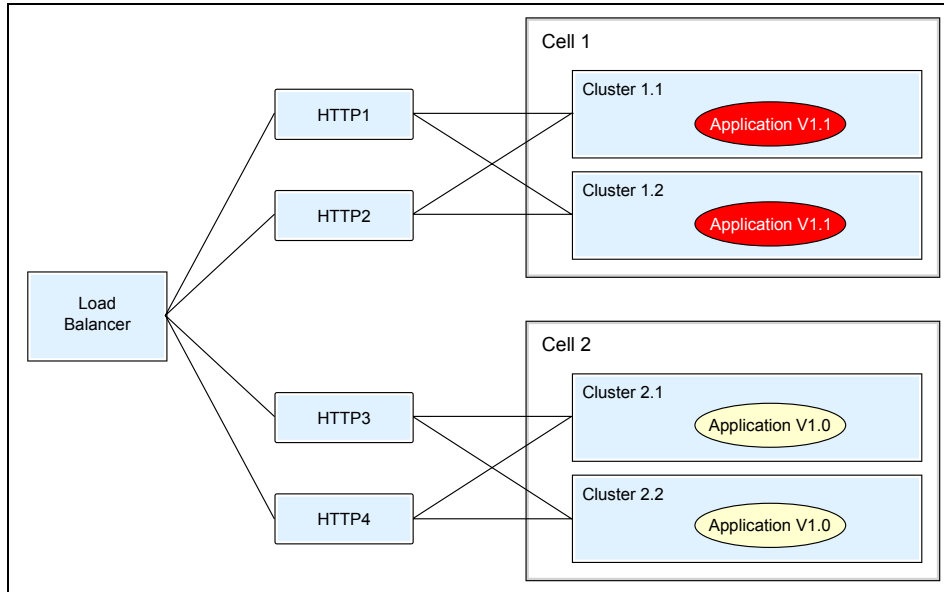 Cell 1
Cluster 1.1
Application V1.1
HTTP1
Cluster 1.2
Application V1.1
HTTP2
Load
Balancer
Cell 2
Cluster 2.1
Application V1.0
HTTP3
Cluster 2.2
Application V1.0
HTTP4